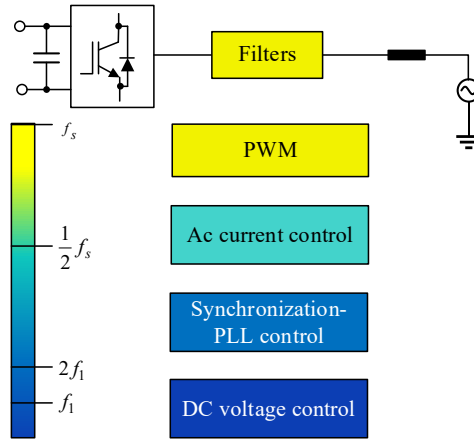 Filters
f_s
PWM
1/2 f_s
Ac current control
Synchronization-
PLL control
2f_1
f_1
DC voltage control